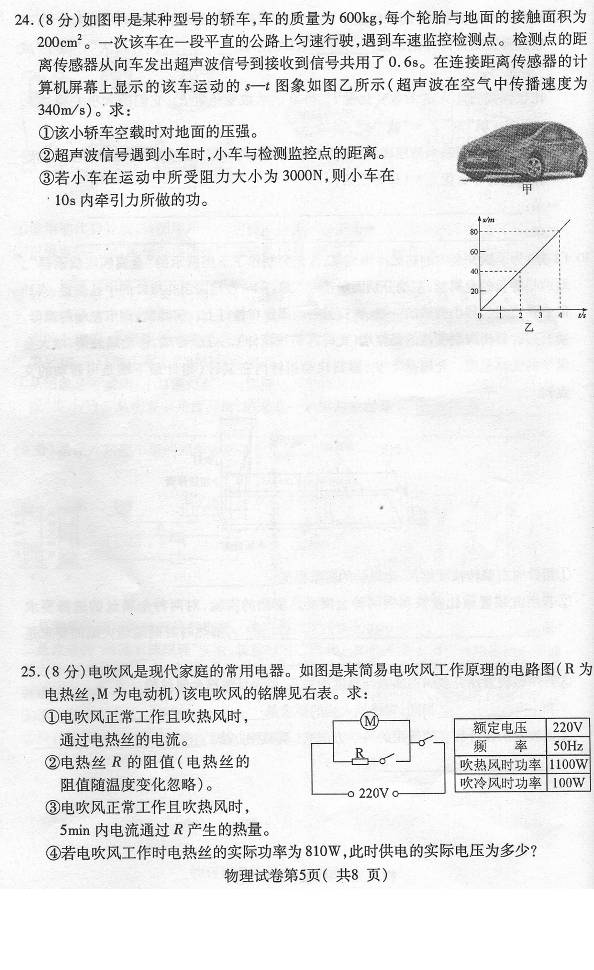 24.(8分)如图甲是某种型号的轿车,车的质量为600kg,每个轮胎与地面的接触面积为
200cm²。一次该车在一段平直的公路上匀速行驶,遇到车速监控检测点。检测点的距
离传感器从向车发出超声波信号到接收到信号共用了0.6s。在连接距离传感器的计
算机屏幕上显示的该车运动的s—t图象如图乙所示(超声波在空气中传播速度为
340m/s)。求:
①该小轿车空载时对地面的压强。
②超声波信号遇到小车时,小车与检测监控点的距离。
③若小车在运动中所受阻力大小为3000N,则小车在
10s内牵引力所做的功。
甲
s/m
80
60
40
20
0 1 2 3 4 t/s
乙
25.(8分)电吹风是现代家庭的常用电器。如图是某简易电吹风工作原理的电路图(R为
电热丝,M为电动机)该电吹风的铭牌见右表。求:
①电吹风正常工作且吹热风时,
通过电热丝的电流。
②电热丝R的阻值(电热丝的
阻值随温度变化忽略)。
③电吹风正常工作且吹热风时,
5min内电流通过R产生的热量。
④若电吹风工作时电热丝的实际功率为810W,此时供电的实际电压为多少?
M
R
220V
额定电压 220V
频 率 50Hz
吹热风时功率 1100W
吹冷风时功率 100W
物理试卷第5页( 共8 页)